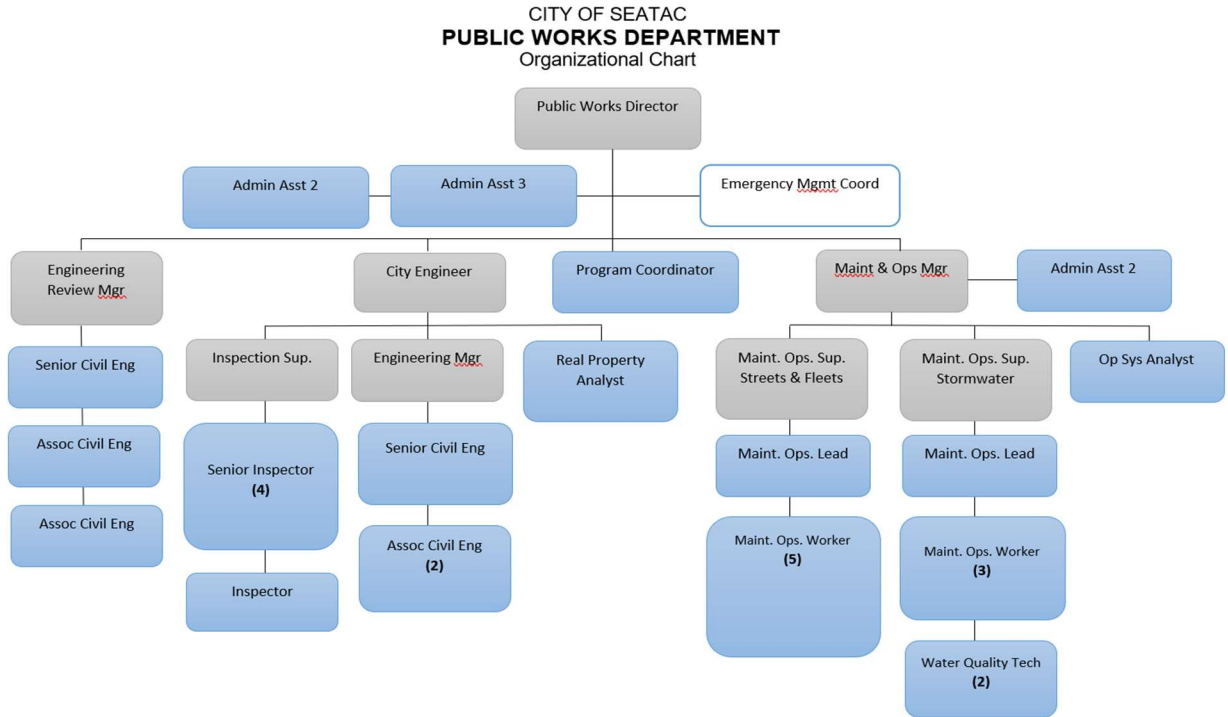 CITY OF SEATAC
PUBLIC WORKS DEPARTMENT
Organizational Chart
Public Works Director
Admin Asst 2
Admin Asst 3
Emergency Mgmt Coord
Engineering
Review Mgr
City Engineer
Program Coordinator
Maint & Ops Mgr
Admin Asst 2
Senior Civil Eng
Inspection Sup.
Engineering Mgr
Real Property
Analyst
Maint. Ops. Sup.
Streets & Fleets
Maint. Ops. Sup.
Stormwater
Op Sys Analyst
Assoc Civil Eng
Senior Inspector
(4)
Senior Civil Eng
Maint. Ops. Lead
Maint. Ops. Lead
Assoc Civil Eng
Assoc Civil Eng
(2)
Maint. Ops. Worker
(5)
Maint. Ops. Worker
(3)
Inspector
Water Quality Tech
(2)